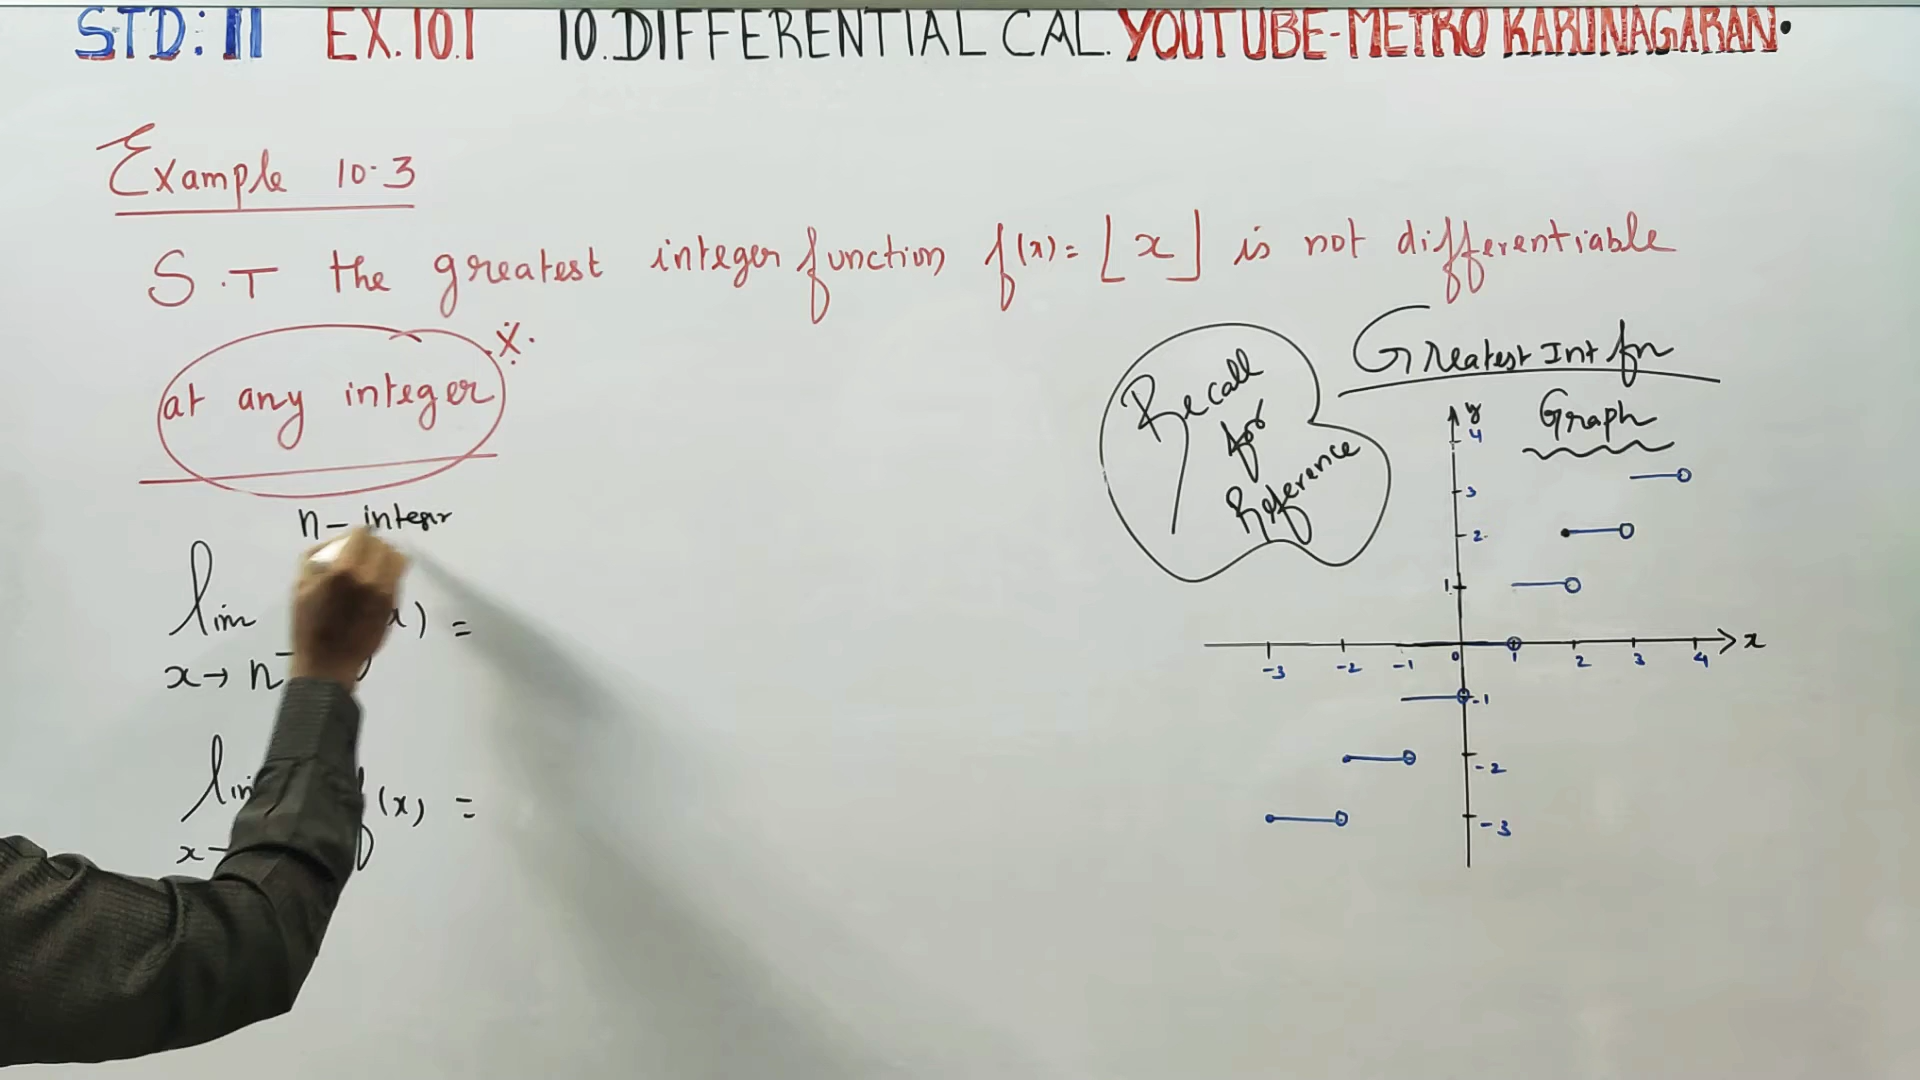 STD: 11 EX.10.1 10.DIFFERENTIAL CAL. YOUTUBE-METRO KARUNAGARAN.
Example 10.3
S.T the greatest integer function f(x)= ⌊x⌋ is not differentiable
at any integer
Recall for Reference
Greatest Int fn
Graph
n - integr
lim (x) =
x→ n⁻
lim f(x) =
x→
y
4
3
2
1
x
-3 -2 -1 0 1 2 3 4
-1
-2
-3